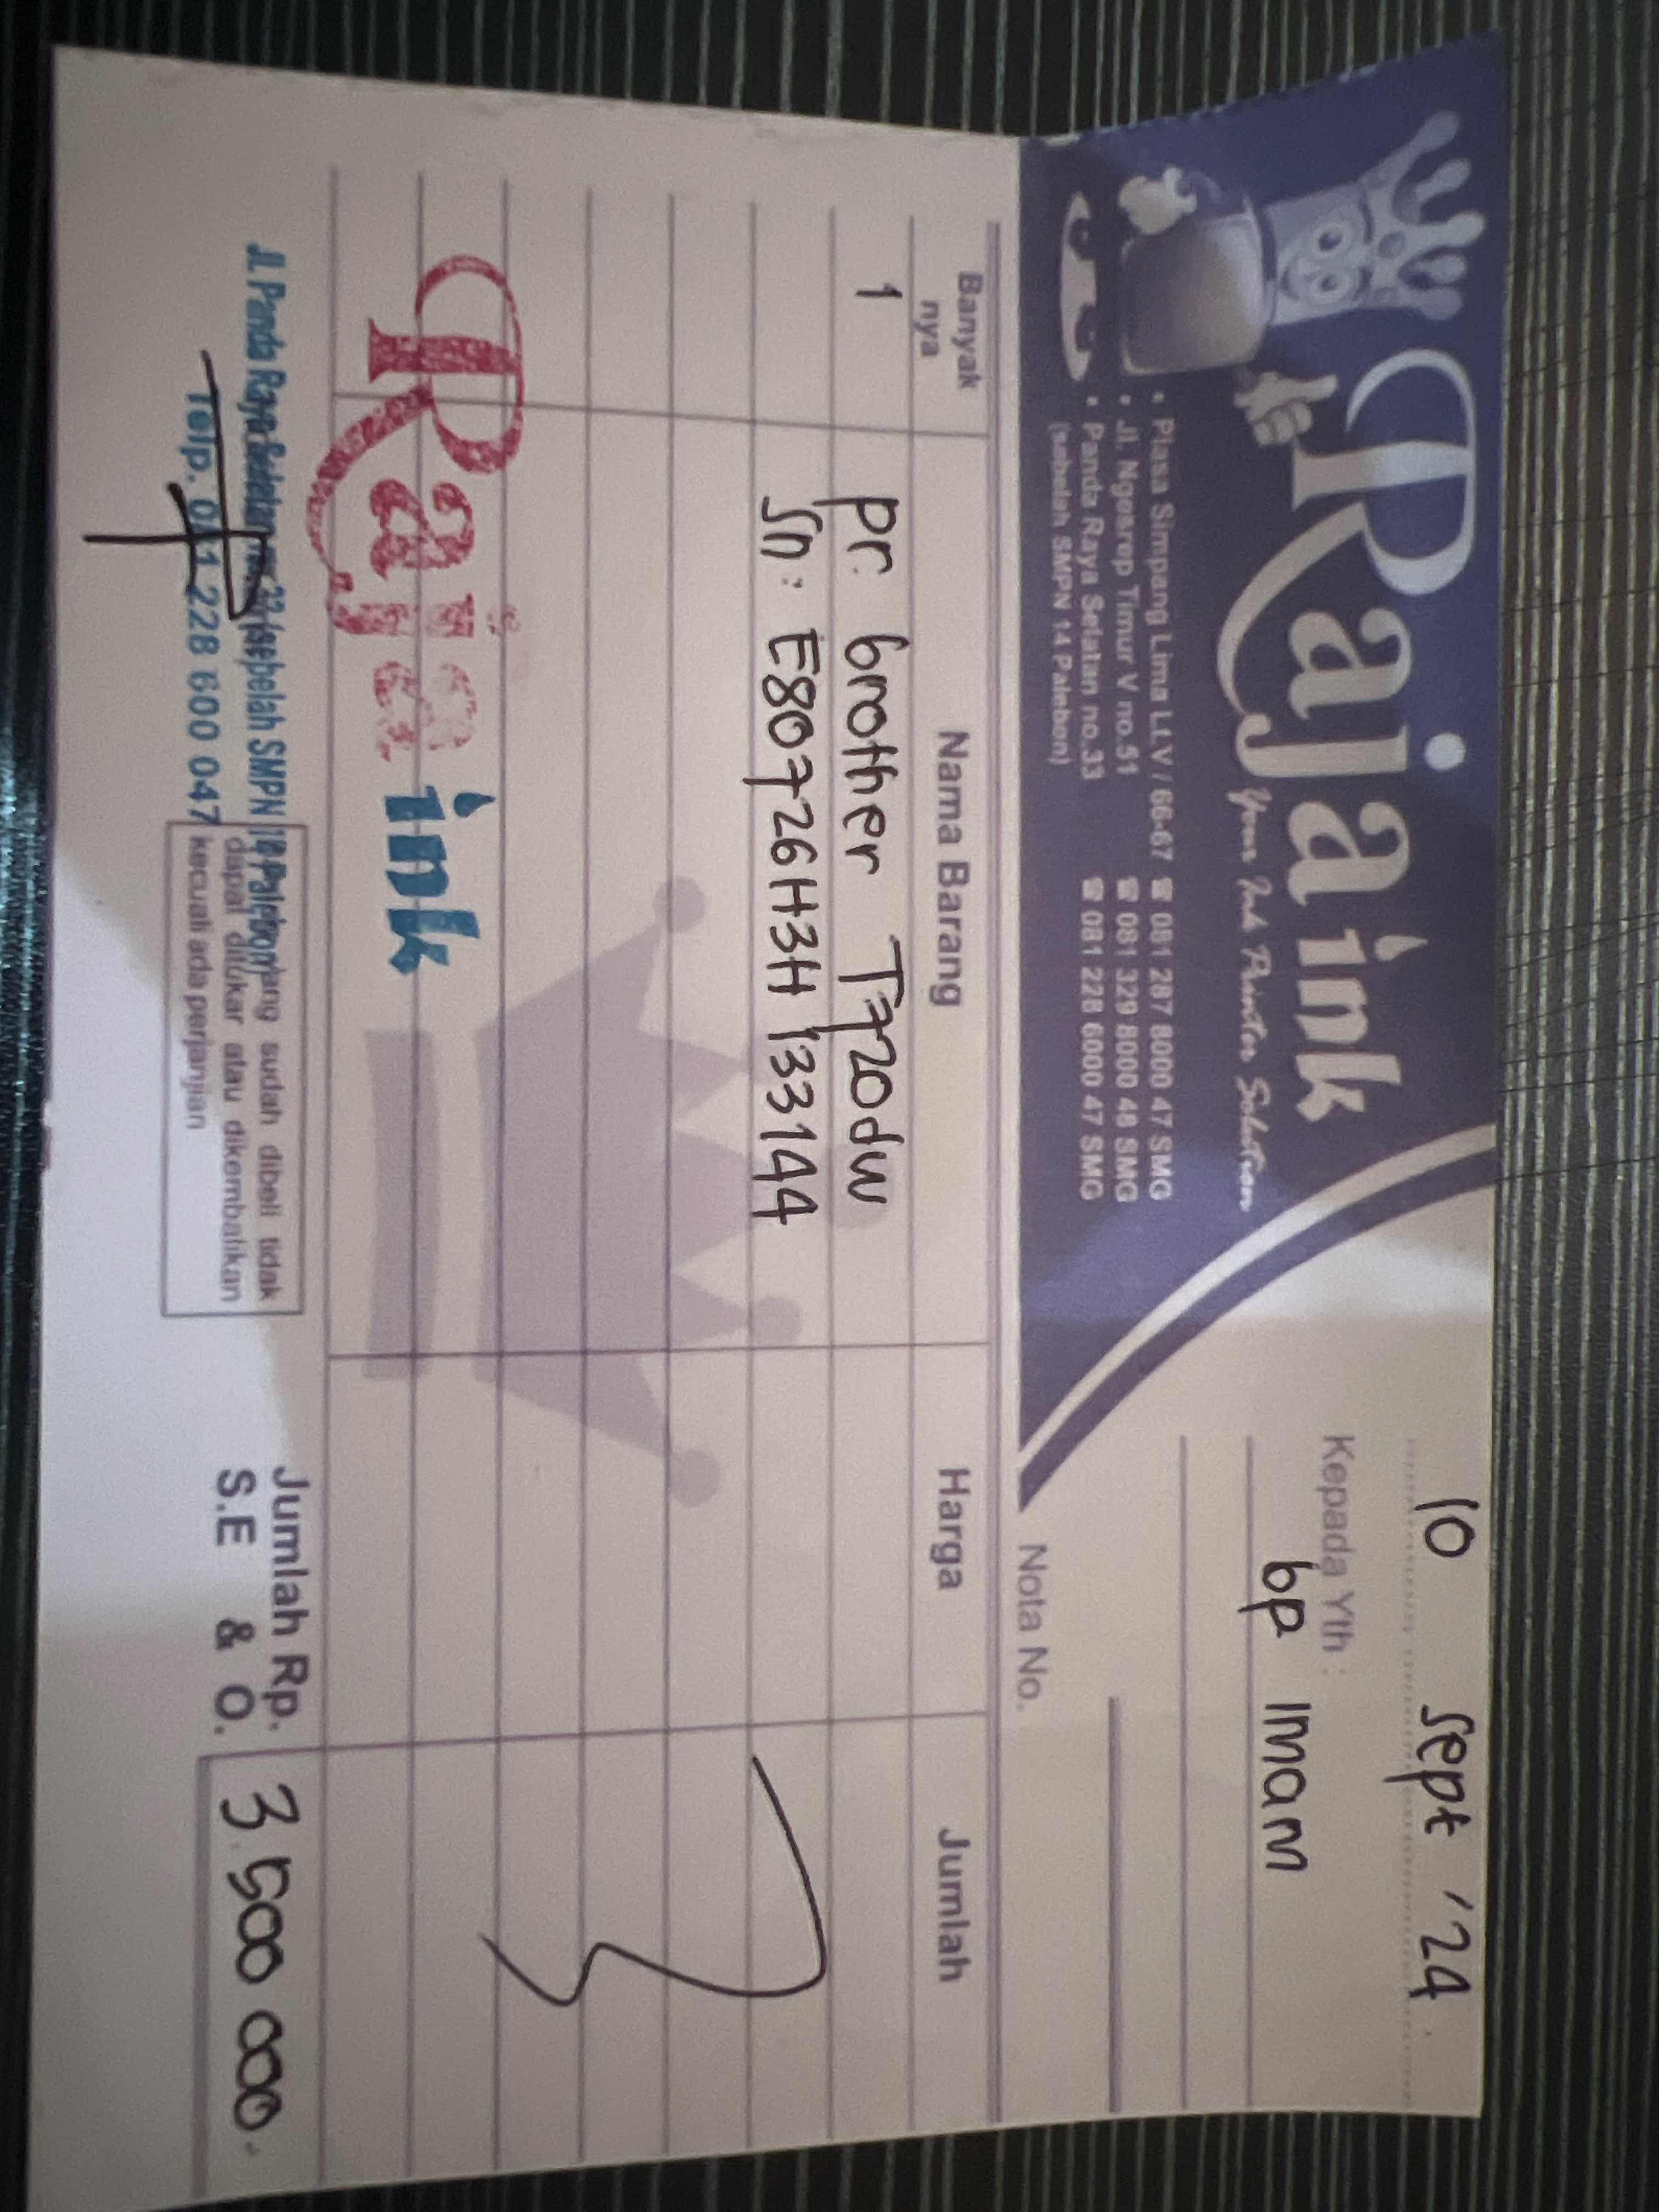 Raja ink
Your Ink Printer Solution
• Plasa Simpang Lima Lt.V / 66-67 ☎ 081 287 8000 47 SMG
• Jl. Ngesrep Timur V no.51 ☎ 081 329 8000 48 SMG
• Panda Raya Selatan no.33 ☎ 081 228 6000 47 SMG
(sebelah SMPN 14 Palebon)
10 Sept '24
Kepada Yth :
bp Imam
Nota No.
Banyak nya Nama Barang Harga Jumlah
1 pr: brother T720dw
Sn: E80726H3H133144
Raja ink
Jl. Panda Raya Selatan no.33 (sebelah SMPN 14 Palebon)
Telp. 081 228 600 047
yang sudah dibeli tidak
dapat ditukar atau dikembalikan
kecuali ada perjanjian
Jumlah Rp. 3.500 000.-
S.E & O.